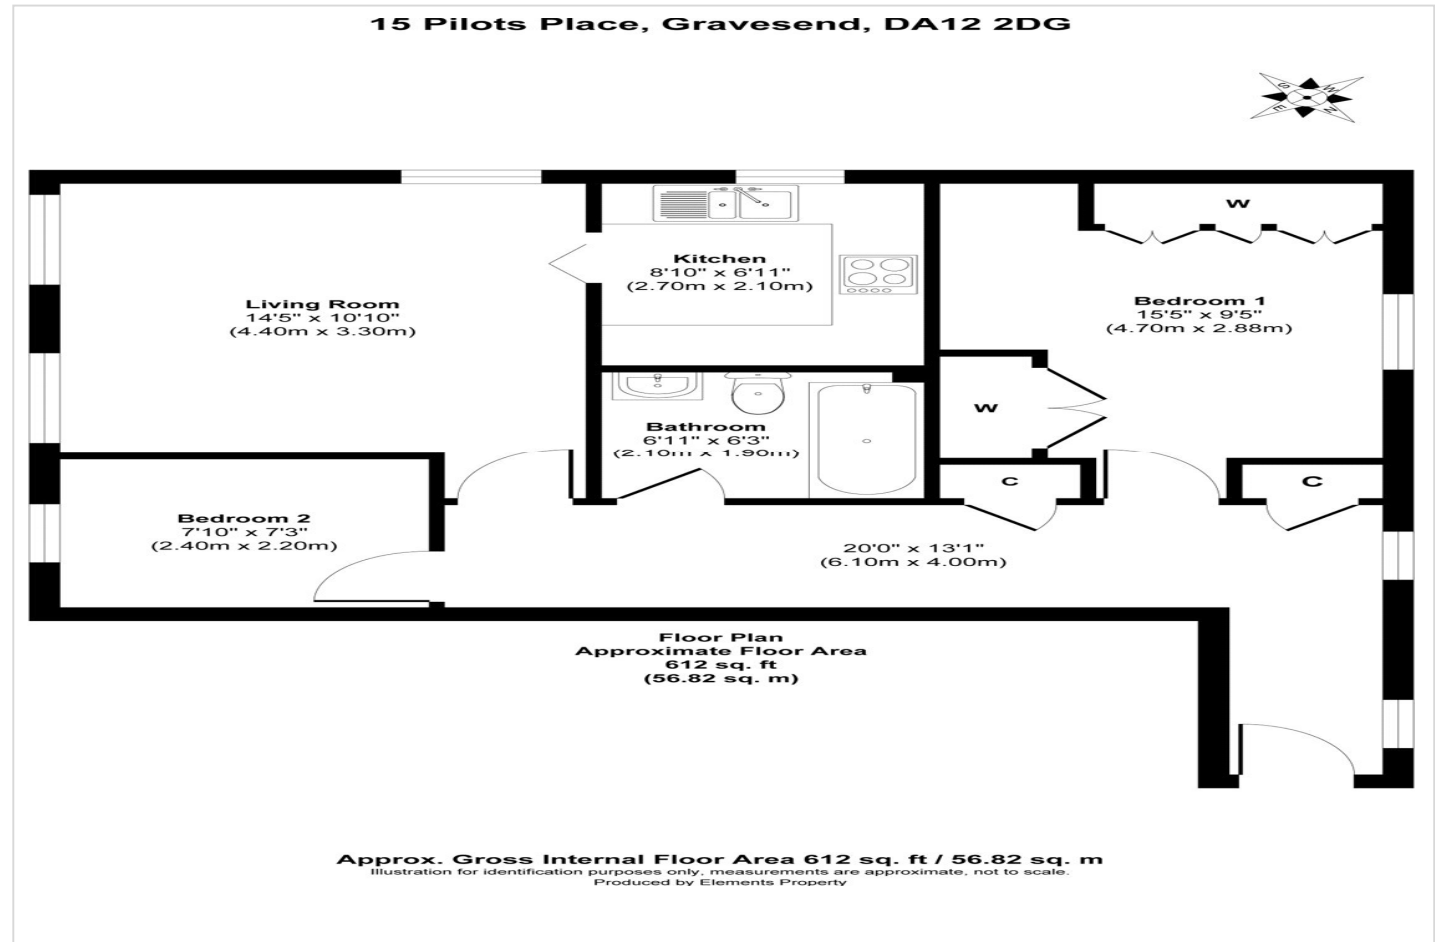 15 Pilots Place, Gravesend, DA12 2DG
S W
E N
W
Kitchen
8'10" x 6'11"
(2.70m x 2.10m)
Living Room
14'5" x 10'10"
(4.40m x 3.30m)
Bedroom 1
15'5" x 9'5"
(4.70m x 2.88m)
W
Bathroom
6'11" x 6'3"
(2.10m x 1.90m)
C
C
Bedroom 2
7'10" x 7'3"
(2.40m x 2.20m)
20'0" x 13'1"
(6.10m x 4.00m)
Floor Plan
Approximate Floor Area
612 sq. ft
(56.82 sq. m)
Approx. Gross Internal Floor Area 612 sq. ft / 56.82 sq. m
Illustration for identification purposes only, measurements are approximate, not to scale.
Produced by Elements Property